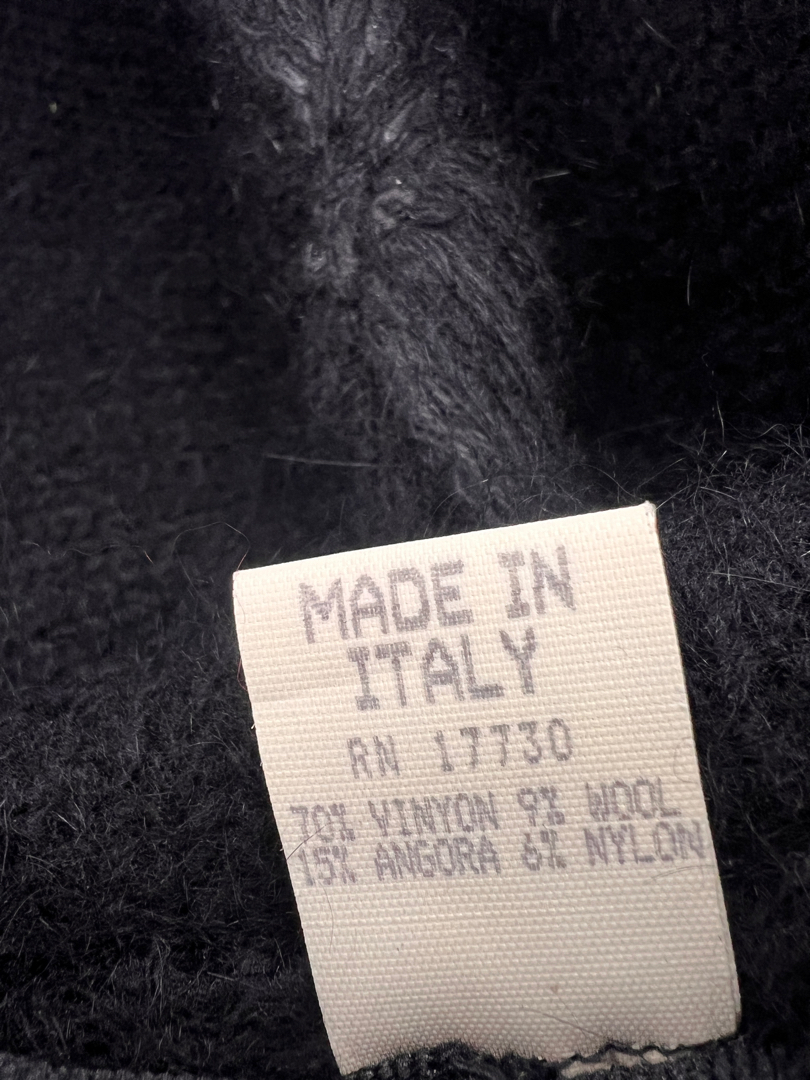 MADE IN
ITALY
RN 17730
70% VINYON 9% WOOL
15% ANGORA 6% NYLON